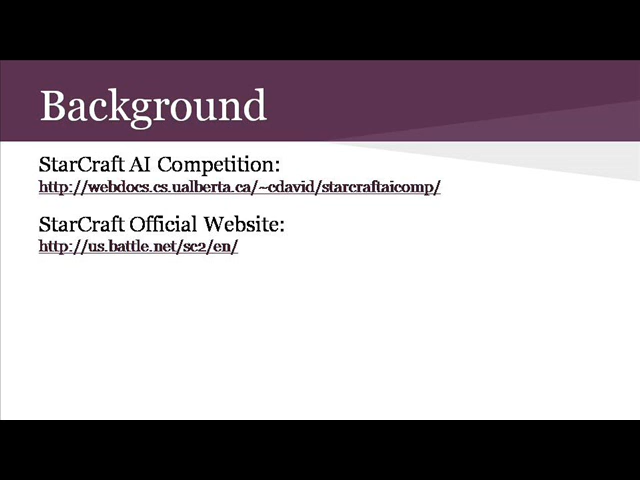 Background
StarCraft AI Competition:
http://webdocs.cs.ualberta.ca/~cdavid/starcraftaicomp/
StarCraft Official Website:
http://us.battle.net/sc2/en/